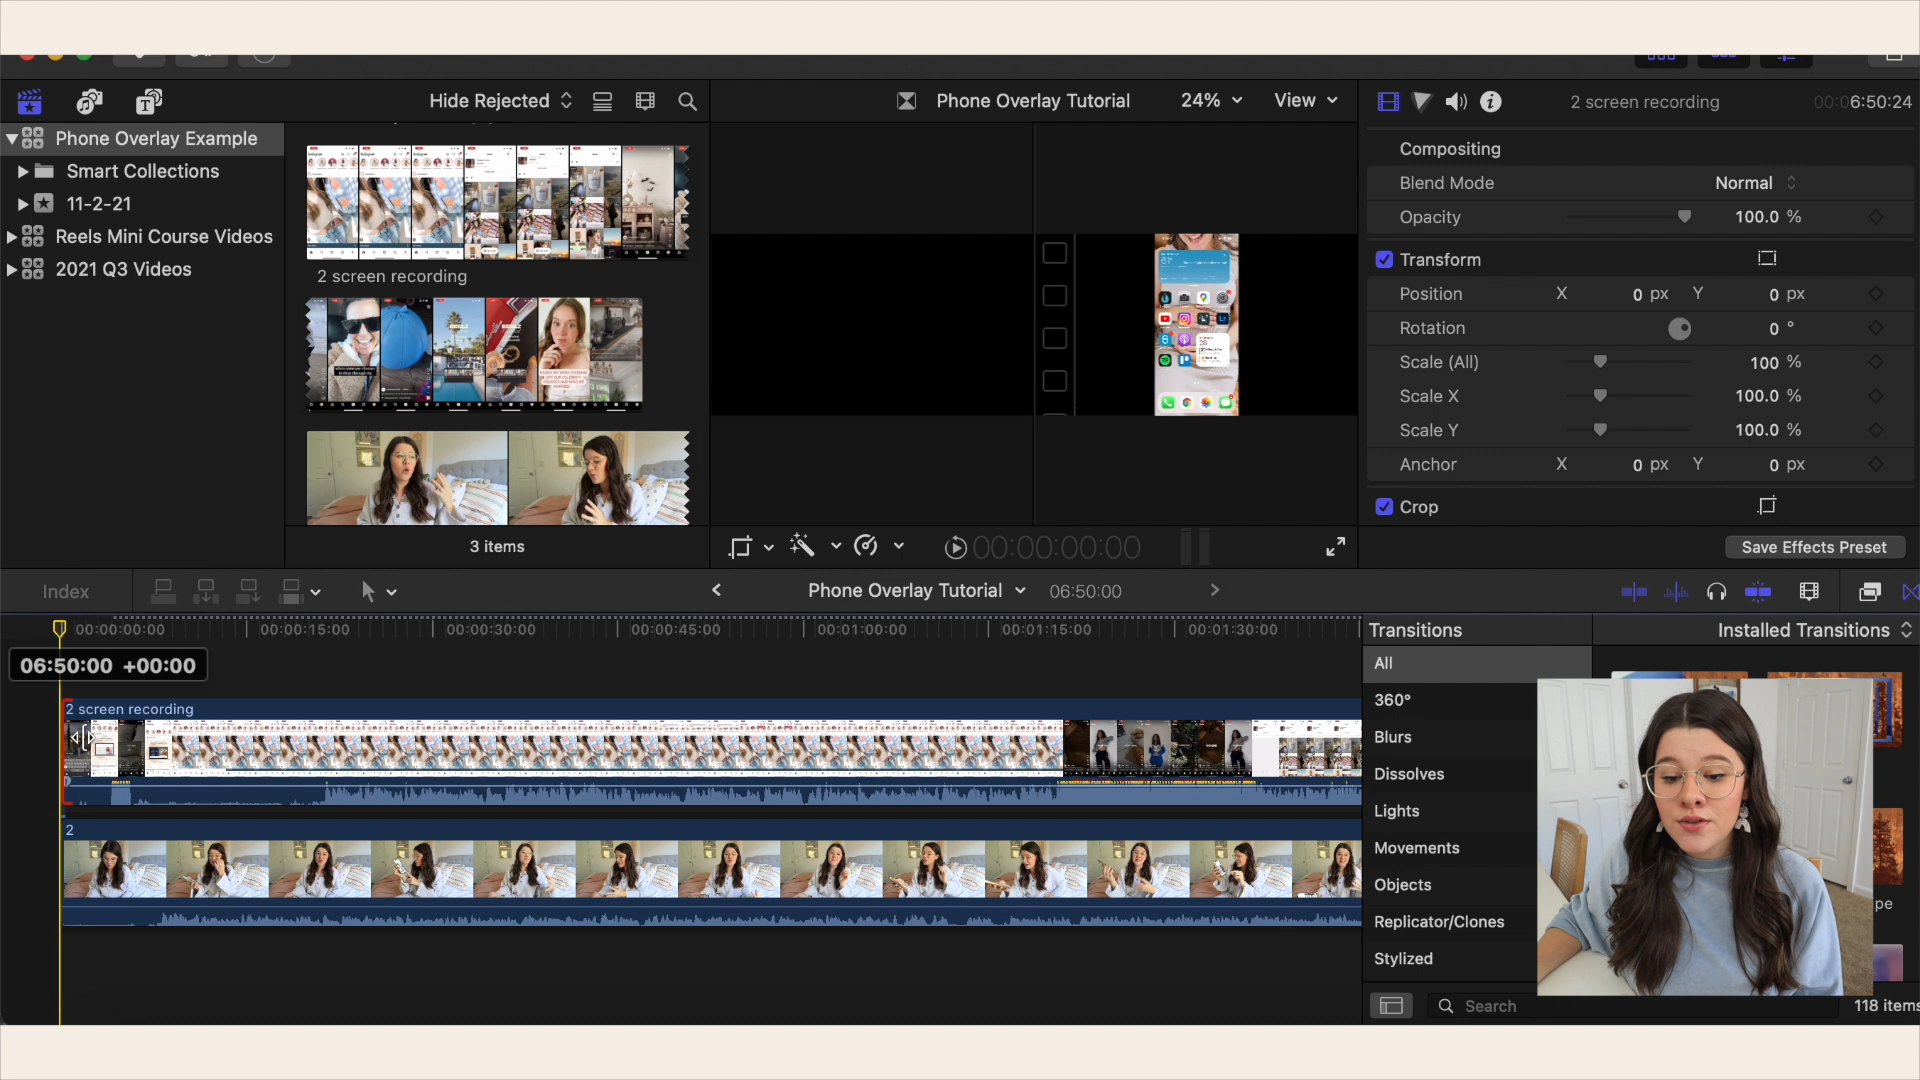 Hide Rejected
Phone Overlay Tutorial
24%
View
2 screen recording
00:06:50:24
Phone Overlay Example
Smart Collections
11-2-21
Reels Mini Course Videos
2021 Q3 Videos
2 screen recording
3 items
Compositing
Blend Mode
Normal
Opacity
100.0 %
Transform
Position X 0 px Y 0 px
Rotation 0 °
Scale (All) 100 %
Scale X 100.0 %
Scale Y 100.0 %
Anchor X 0 px Y 0 px
Crop
00:00:00:00
Save Effects Preset
Index
Phone Overlay Tutorial
06:50:00
00:00:00:00 00:00:15:00 00:00:30:00 00:00:45:00 00:01:00:00 00:01:15:00 00:01:30:00
06:50:00 +00:00
2 screen recording
2
Transitions
Installed Transitions
All
360°
Blurs
Dissolves
Lights
Movements
Objects
Replicator/Clones
Stylized
pe
Search
118 items